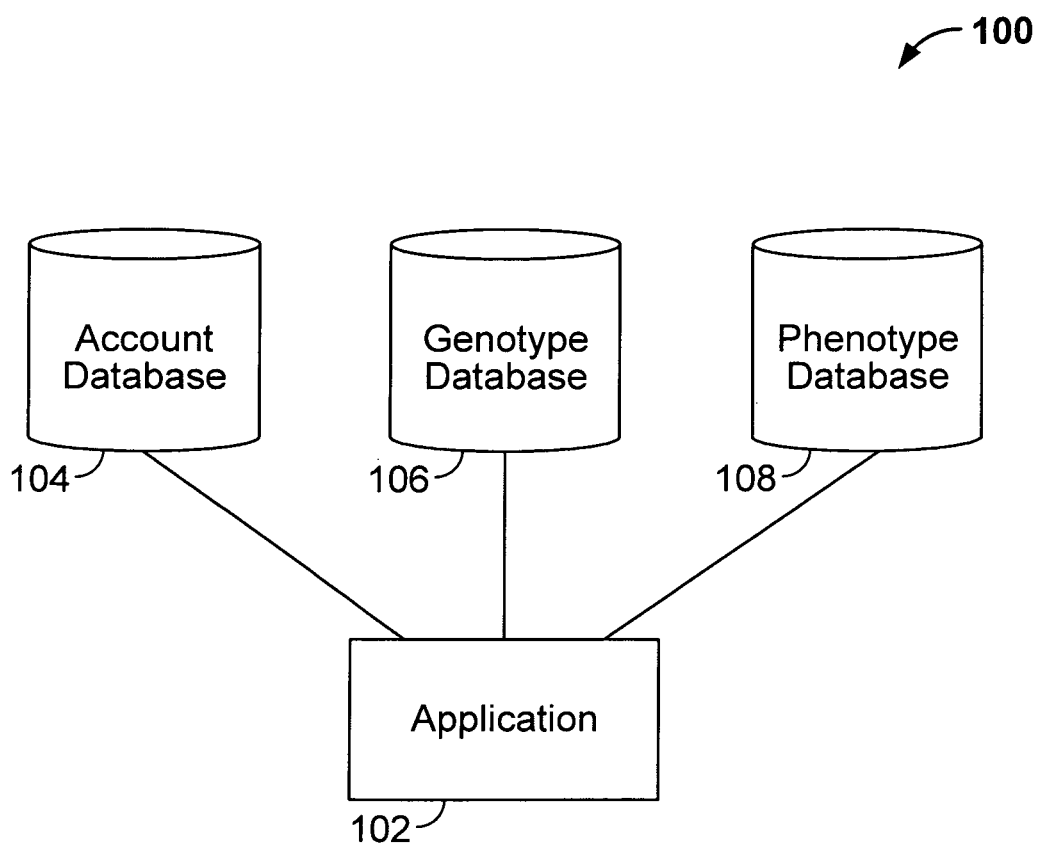 100
Account
Database
Genotype
Database
Phenotype
Database
104
106
108
Application
102